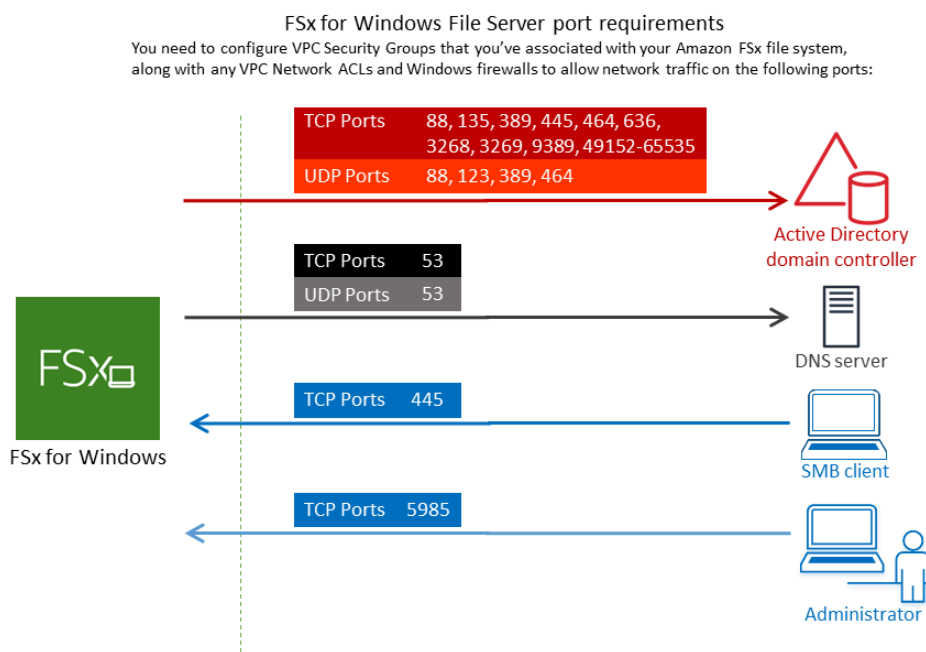 FSx for Windows File Server port requirements
You need to configure VPC Security Groups that you've associated with your Amazon FSx file system,
along with any VPC Network ACLs and Windows firewalls to allow network traffic on the following ports:
TCP Ports 88, 135, 389, 445, 464, 636,
3268, 3269, 9389, 49152-65535
UDP Ports 88, 123, 389, 464
Active Directory
domain controller
TCP Ports 53
UDP Ports 53
DNS server
FSx
FSx for Windows
TCP Ports 445
SMB client
TCP Ports 5985
Administrator